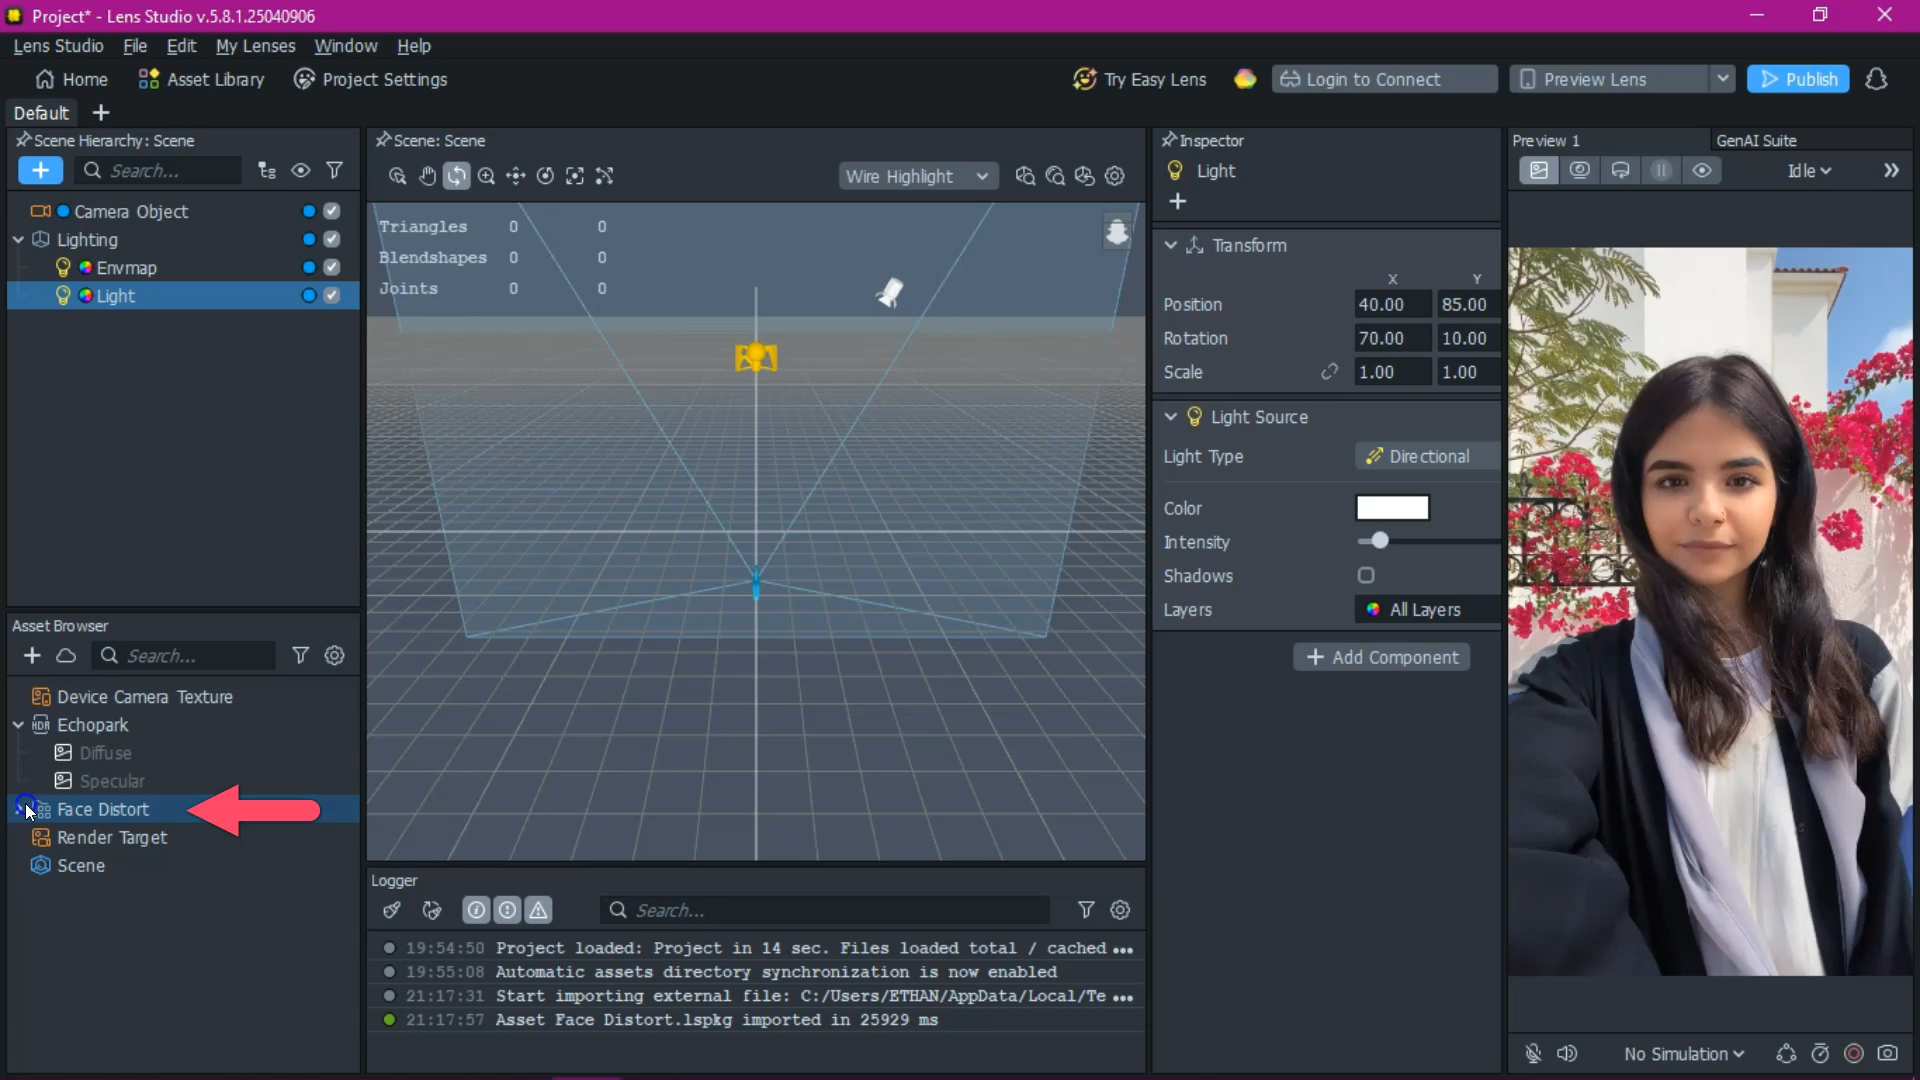 Project* - Lens Studio v.5.8.1.25040906
Lens Studio File Edit My Lenses Window Help
Home Asset Library Project Settings Try Easy Lens Login to Connect Preview Lens Publish
Default
Scene Hierarchy: Scene
Search...
Camera Object
Lighting
Envmap
Light
Asset Browser
Search...
Device Camera Texture
Echopark
HDR
Diffuse
Specular
Face Distort
Render Target
Scene
Scene: Scene
Wire Highlight
Triangles 0 0
Blendshapes 0 0
Joints 0 0
Logger
Search...
19:54:50 Project loaded: Project in 14 sec. Files loaded total / cached •••
19:55:08 Automatic assets directory synchronization is now enabled
21:17:31 Start importing external file: C:/Users/ETHAN/AppData/Local/Te •••
21:17:57 Asset Face Distort.lspkg imported in 25929 ms
Inspector
Light
Transform
X Y
Position 40.00 85.00
Rotation 70.00 10.00
Scale 1.00 1.00
Light Source
Light Type Directional
Color
Intensity
Shadows
Layers All Layers
Add Component
Preview 1 GenAI Suite
Idle
No Simulation